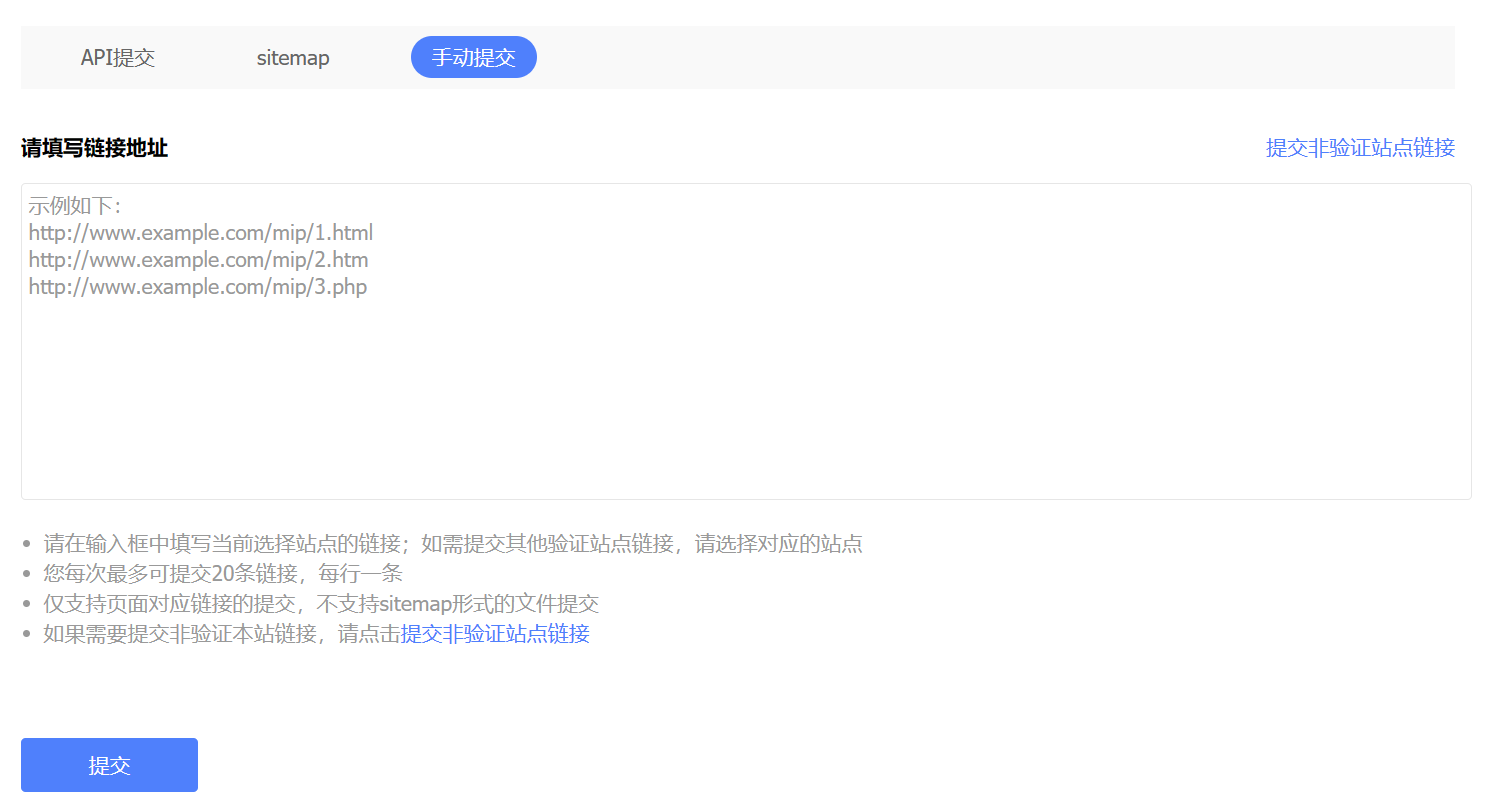 API提交
sitemap
手动提交
请填写链接地址
提交非验证站点链接
示例如下：
http://www.example.com/mip/1.html
http://www.example.com/mip/2.htm
http://www.example.com/mip/3.php
请在输入框中填写当前选择站点的链接；如需提交其他验证站点链接，请选择对应的站点
您每次最多可提交20条链接，每行一条
仅支持页面对应链接的提交，不支持sitemap形式的文件提交
如果需要提交非验证本站链接，请点击提交非验证站点链接
提交